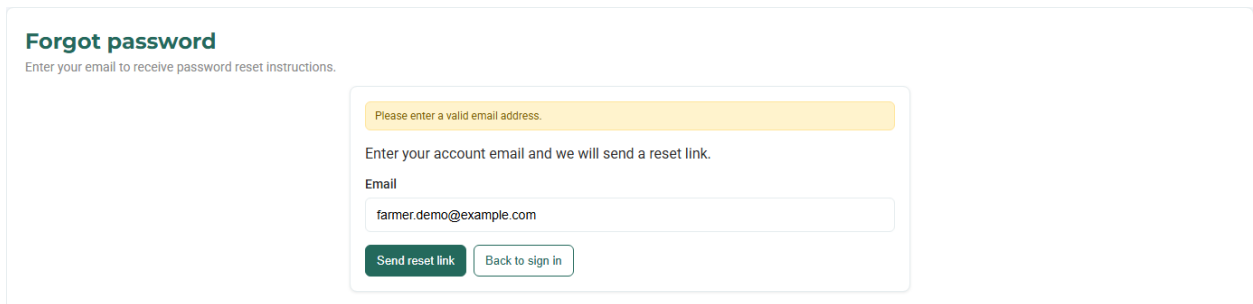 Forgot password
Enter your email to receive password reset instructions.
Please enter a valid email address.
Enter your account email and we will send a reset link.
Email
farmer.demo@example.com
Send reset link
Back to sign in